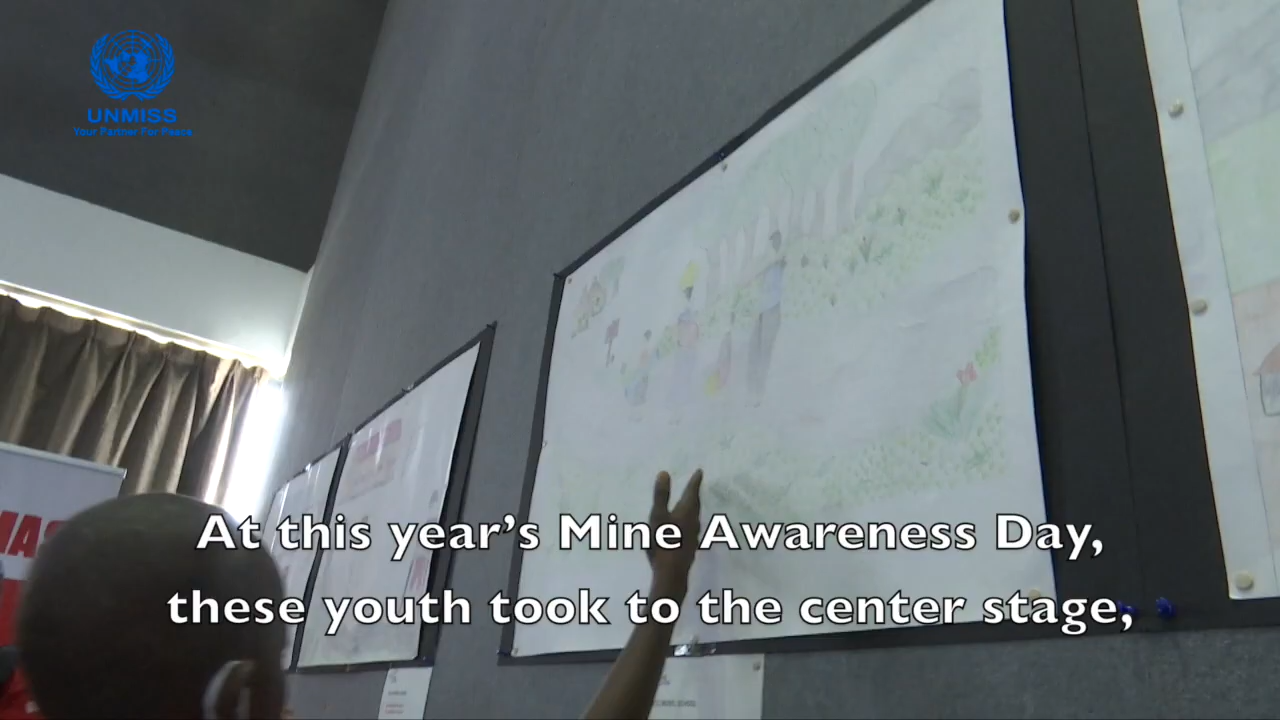 UNMISS
Your Partner For Peace
At this year's Mine Awareness Day,
these youth took to the center stage,